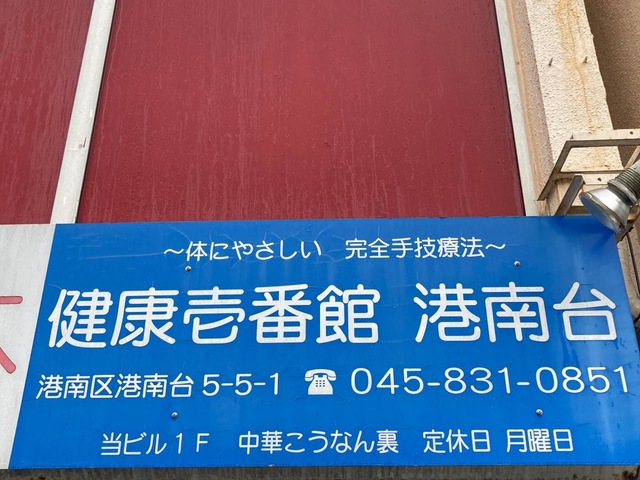 ～体にやさしい　完全手技療法～
健康壱番館 港南台
港南区港南台5-5-1 ☎ 045-831-0851
当ビル1F　中華こうなん裏　定休日 月曜日